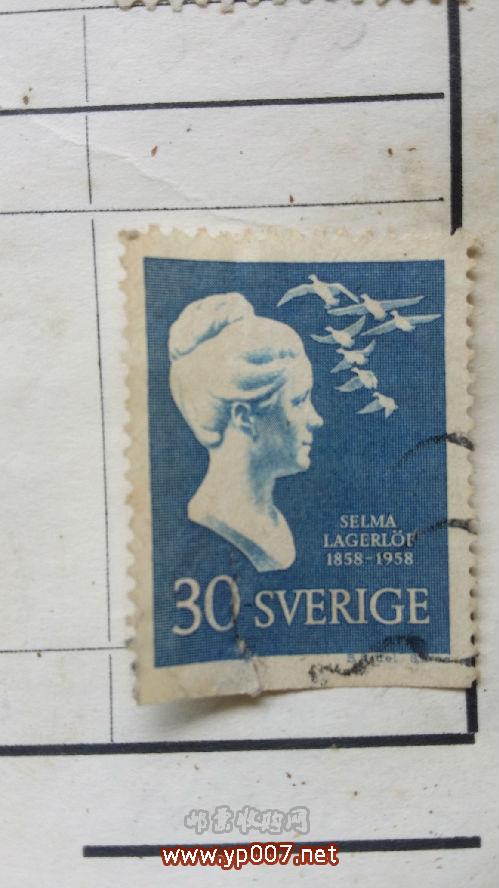 SELMA
LAGERLÖF
1858-1958
30 SVERIGE
邮票收购网
www.yp007.net